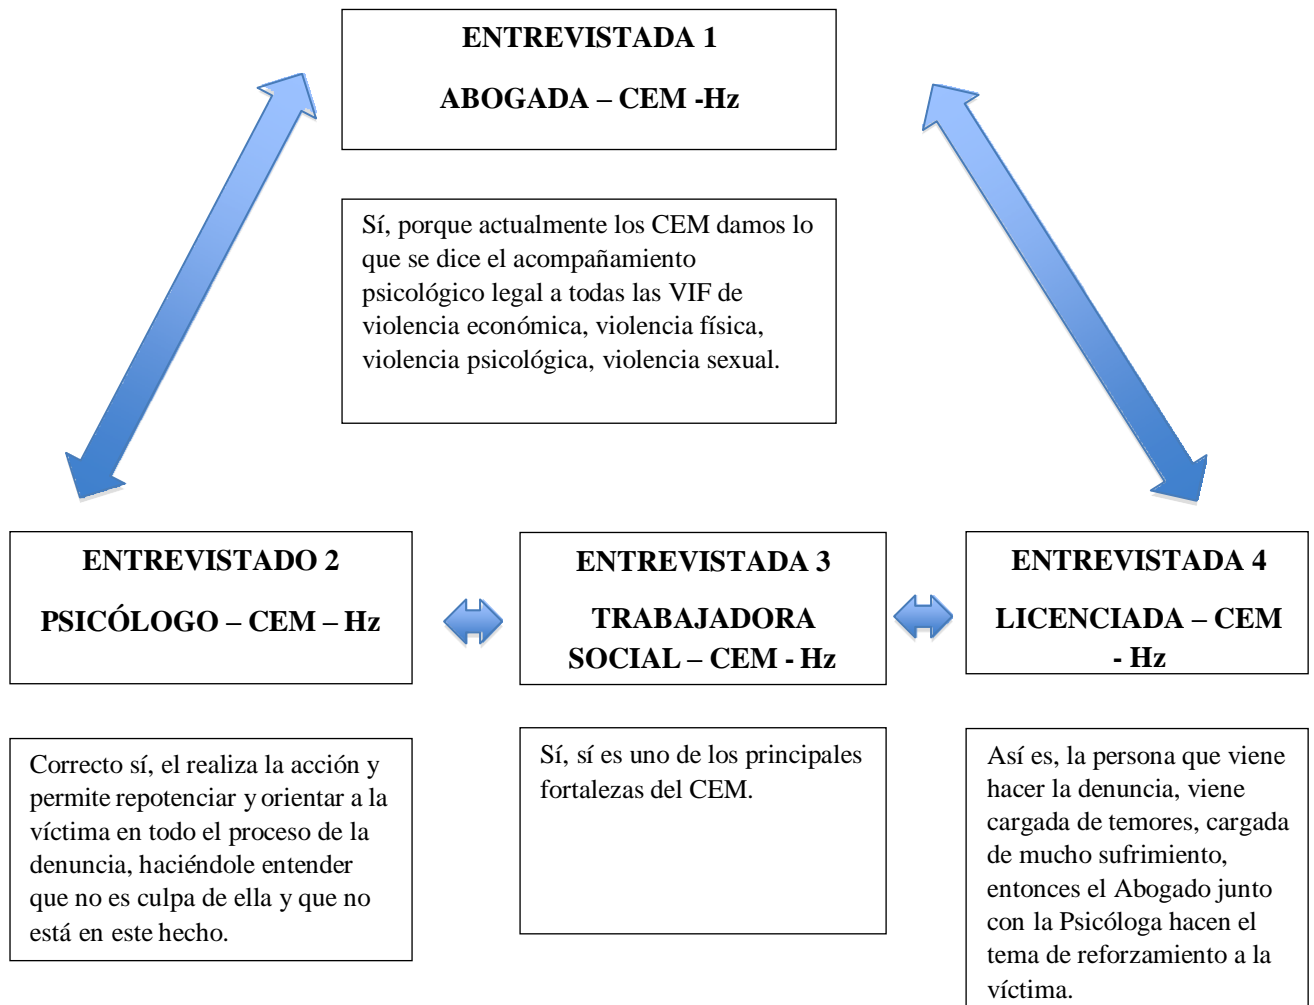 ENTREVISTADA 1
ABOGADA – CEM -Hz
Sí, porque actualmente los CEM damos lo
que se dice el acompañamiento
psicológico legal a todas las VIF de
violencia económica, violencia física,
violencia psicológica, violencia sexual.
ENTREVISTADO 2
PSICÓLOGO – CEM – Hz
ENTREVISTADA 3
TRABAJADORA
SOCIAL – CEM - Hz
ENTREVISTADA 4
LICENCIADA – CEM
- Hz
Correcto sí, el realiza la acción y
permite repotenciar y orientar a la
víctima en todo el proceso de la
denuncia, haciéndole entender
que no es culpa de ella y que no
está en este hecho.
Sí, sí es uno de los principales
fortalezas del CEM.
Así es, la persona que viene
hacer la denuncia, viene
cargada de temores, cargada
de mucho sufrimiento,
entonces el Abogado junto
con la Psicóloga hacen el
tema de reforzamiento a la
víctima.